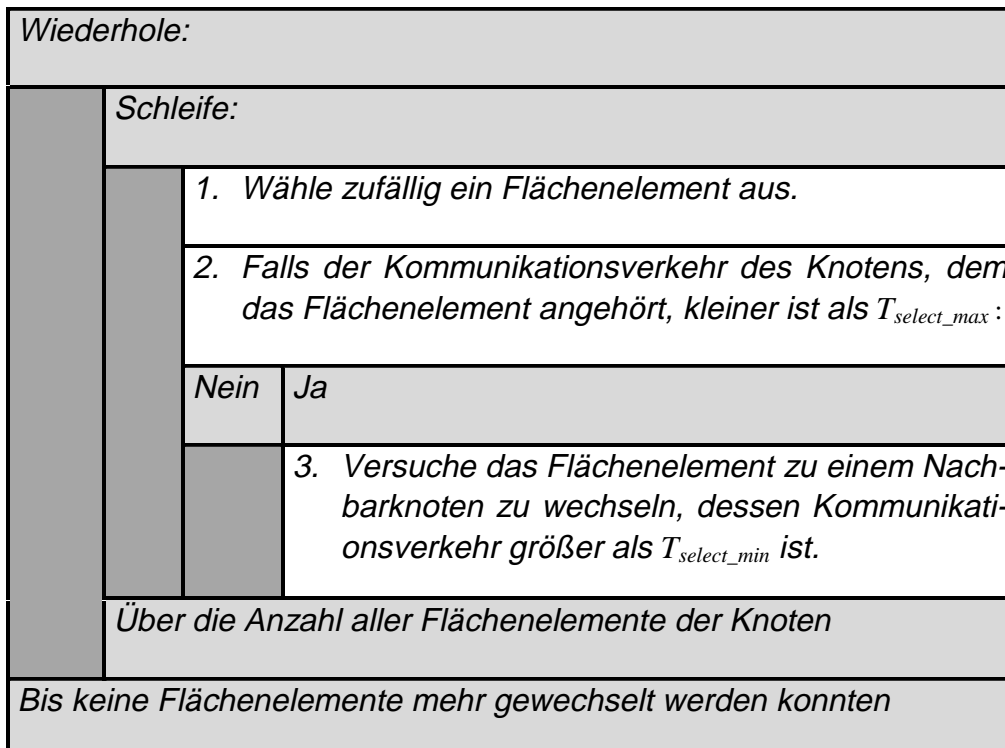 Wiederhole:
Schleife:
1. Wähle zufällig ein Flächenelement aus.
2. Falls der Kommunikationsverkehr des Knotens, dem
das Flächenelement angehört, kleiner ist als T_select_max :
Nein Ja
3. Versuche das Flächenelement zu einem Nach-
barknoten zu wechseln, dessen Kommunikati-
onsverkehr größer als T_select_min ist.
Über die Anzahl aller Flächenelemente der Knoten
Bis keine Flächenelemente mehr gewechselt werden konnten